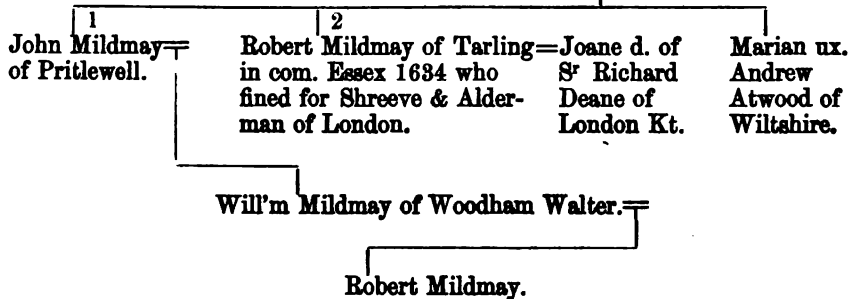 1
John Mildmay=
of Pritlewell.
2
Robert Mildmay of Tarling=Joane d. of
in com. Essex 1634 who
fined for Shreeve & Alder-
man of London.
Sʳ Richard
Deane of
London Kt.
Marian ux.
Andrew
Atwood of
Wiltshire.
Will'm Mildmay of Woodham Walter.=
Robert Mildmay.